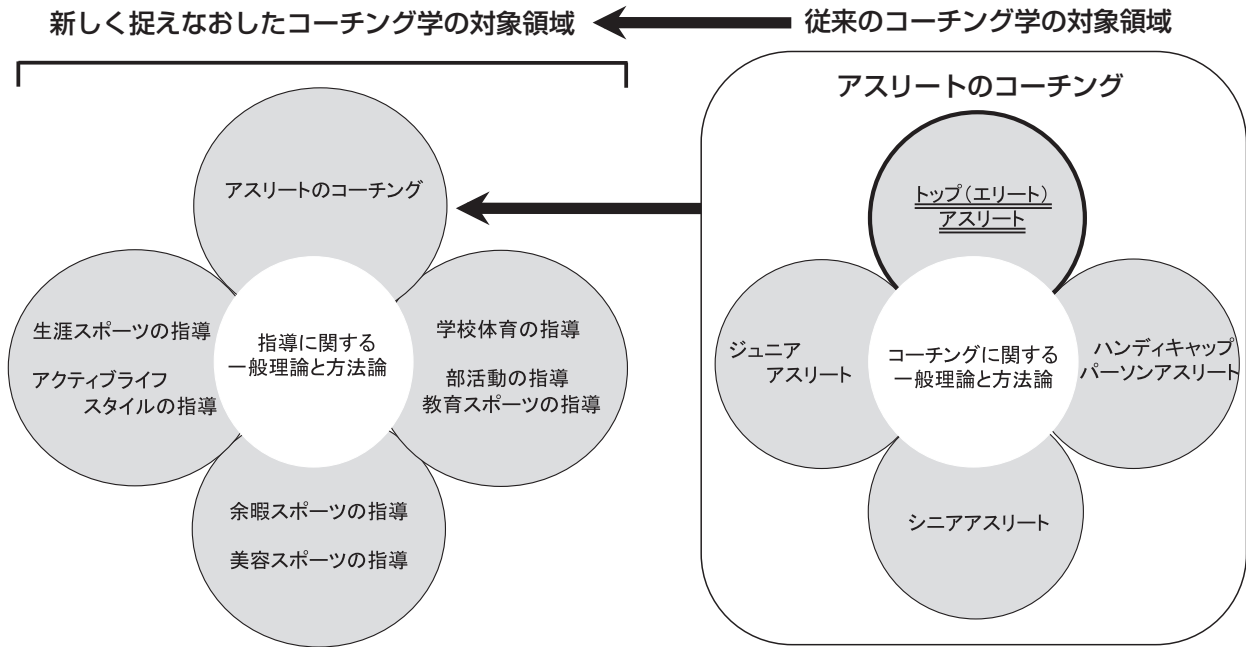 新しく捉えなおしたコーチング学の対象領域
従来のコーチング学の対象領域
アスリートのコーチング
生涯スポーツの指導
アクティブライフ
スタイルの指導
指導に関する
一般理論と方法論
学校体育の指導
部活動の指導
教育スポーツの指導
余暇スポーツの指導
美容スポーツの指導
アスリートのコーチング
トップ(エリート)
アスリート
ジュニア
アスリート
コーチングに関する
一般理論と方法論
ハンディキャップ
パーソンアスリート
シニアアスリート